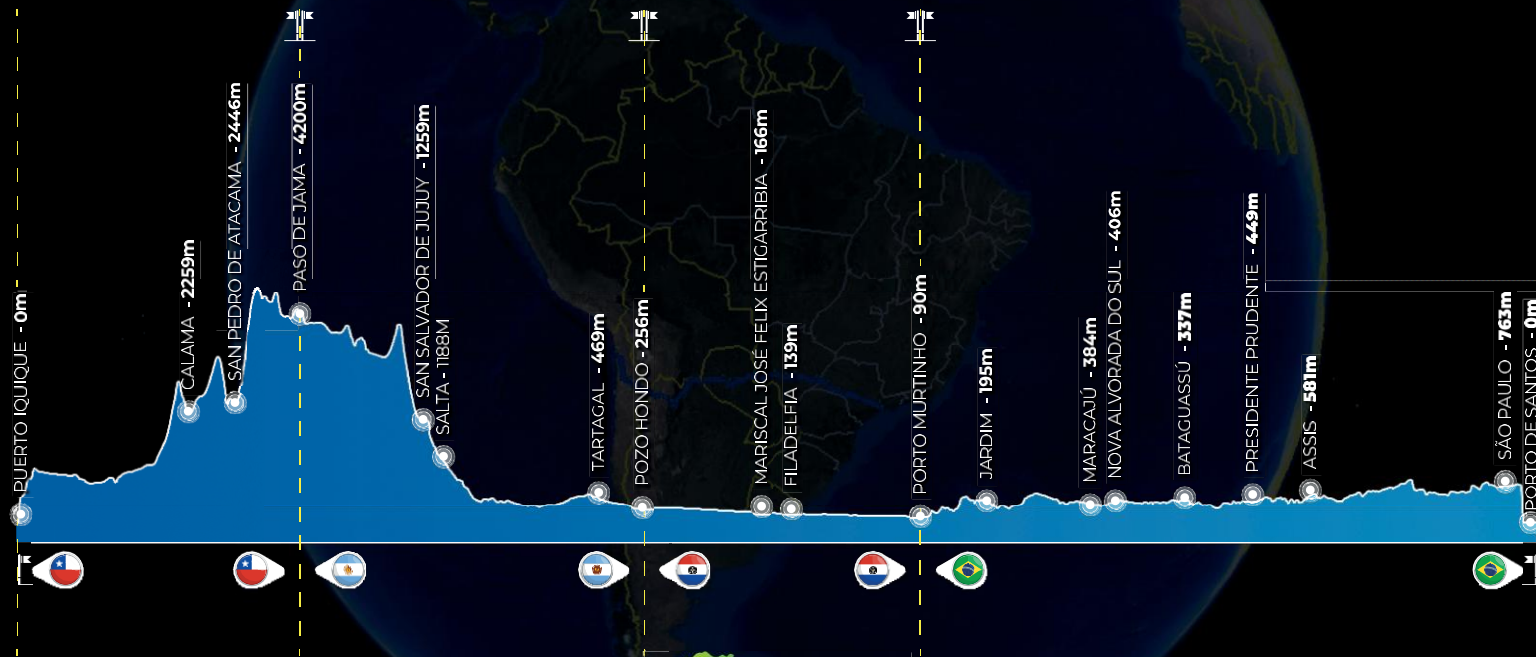 PUERTO IQUIQUE - 0m
CALAMA - 2259m
SAN PEDRO DE ATACAMA - 2446m
PASO DE JAMA - 4200m
SAN SALVADOR DE JUJUY - 1259m
SALTA - 1188M
TARTAGAL - 469m
POZO HONDO - 256m
MARISCAL JOSÉ FELIX ESTIGARRIBIA - 166m
FILADELFIA - 139m
PORTO MURTINHO - 90m
JARDIM - 195m
MARACAJÚ - 384m
NOVA ALVORADA DO SUL - 406m
BATAGUASSÚ - 337m
PRESIDENTE PRUDENTE - 449m
ASSIS - 581m
SÃO PAULO - 763m
PORTO DE SANTOS - 0m